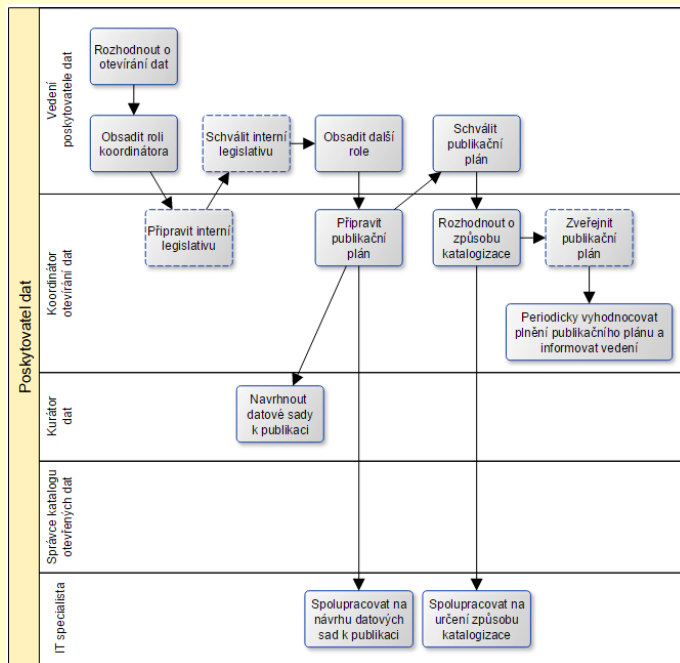 Poskytovatel dat
Vedení
poskytovatele dat
Rozhodnout o
otevírání dat
Obsadit roli
koordinátora
Schválit interní
legislativu
Obsadit další
role
Schválit
publikační
plán
Koordinátor
otevírání dat
Připravit interní
legislativu
Připravit
publikační
plán
Rozhodnout o
způsobu
katalogizace
Zveřejnit
publikační
plán
Periodicky vyhodnocovat
plnění publikačního plánu a
informovat vedení
Kurátor
dat
Navrhnout
datové sady
k publikaci
Správce katalogu
otevřených dat
IT specialista
Spolupracovat na
návrhu datových
sad k publikaci
Spolupracovat na
určení způsobu
katalogizace